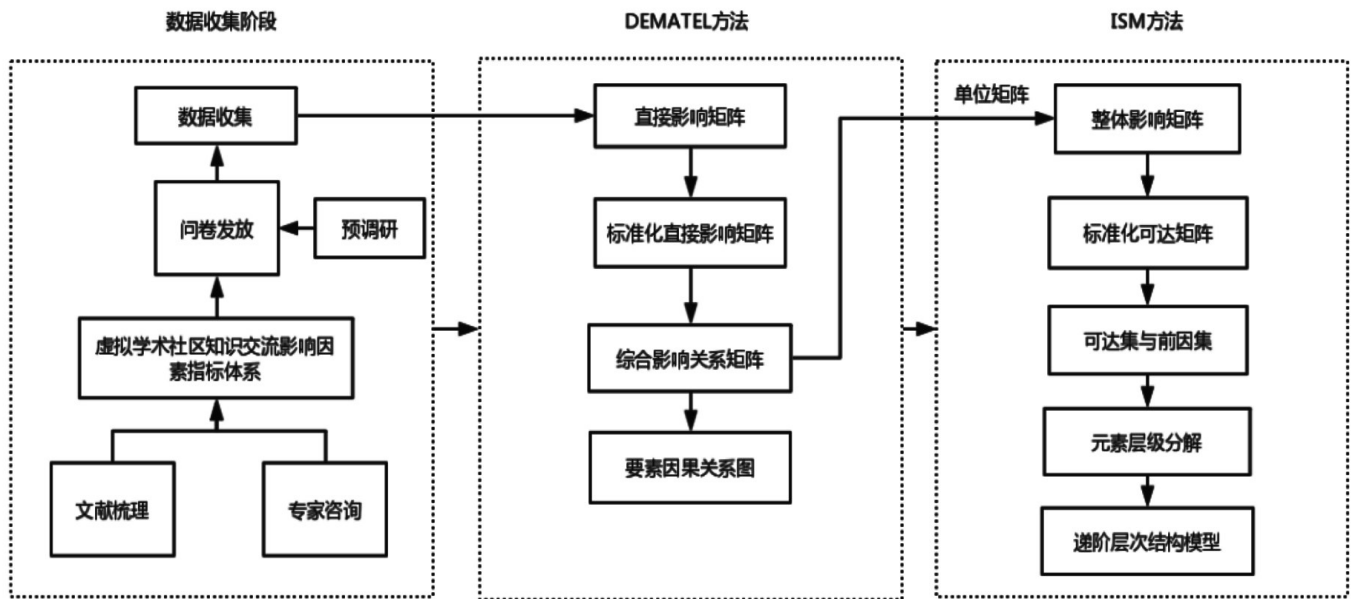 数据收集阶段
数据收集
问卷发放
预调研
虚拟学术社区知识交流影响因
素指标体系
文献梳理
专家咨询
DEMATEL方法
直接影响矩阵
标准化直接影响矩阵
综合影响关系矩阵
要素因果关系图
ISM方法
单位矩阵
整体影响矩阵
标准化可达矩阵
可达集与前因集
元素层级分解
递阶层次结构模型